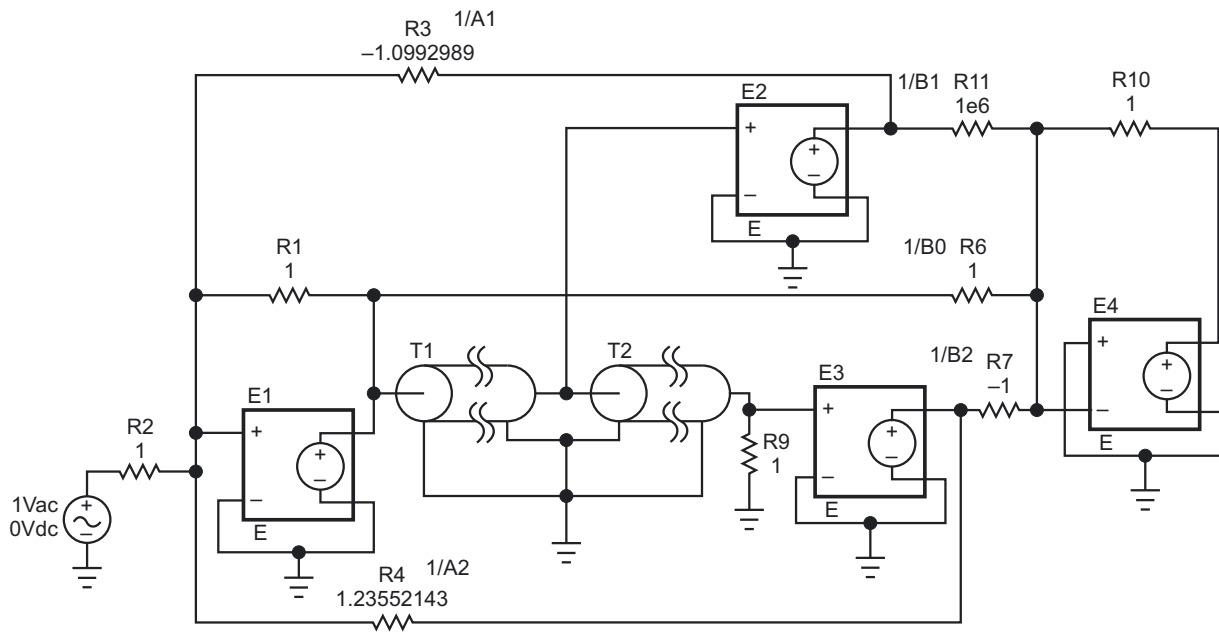 R3 1/A1
–1.0992989
E2
+
–
+
–
E
1/B1 R11
1e6
R10
1
R1
1
1/B0 R6
1
T1
T2
E1
+
–
+
–
E
R2
1
1Vac
0Vdc
+
–
R9
1
E3
+
–
+
–
E
1/B2 R7
–1
E4
+
–
+
–
E
R4 1/A2
1.23552143